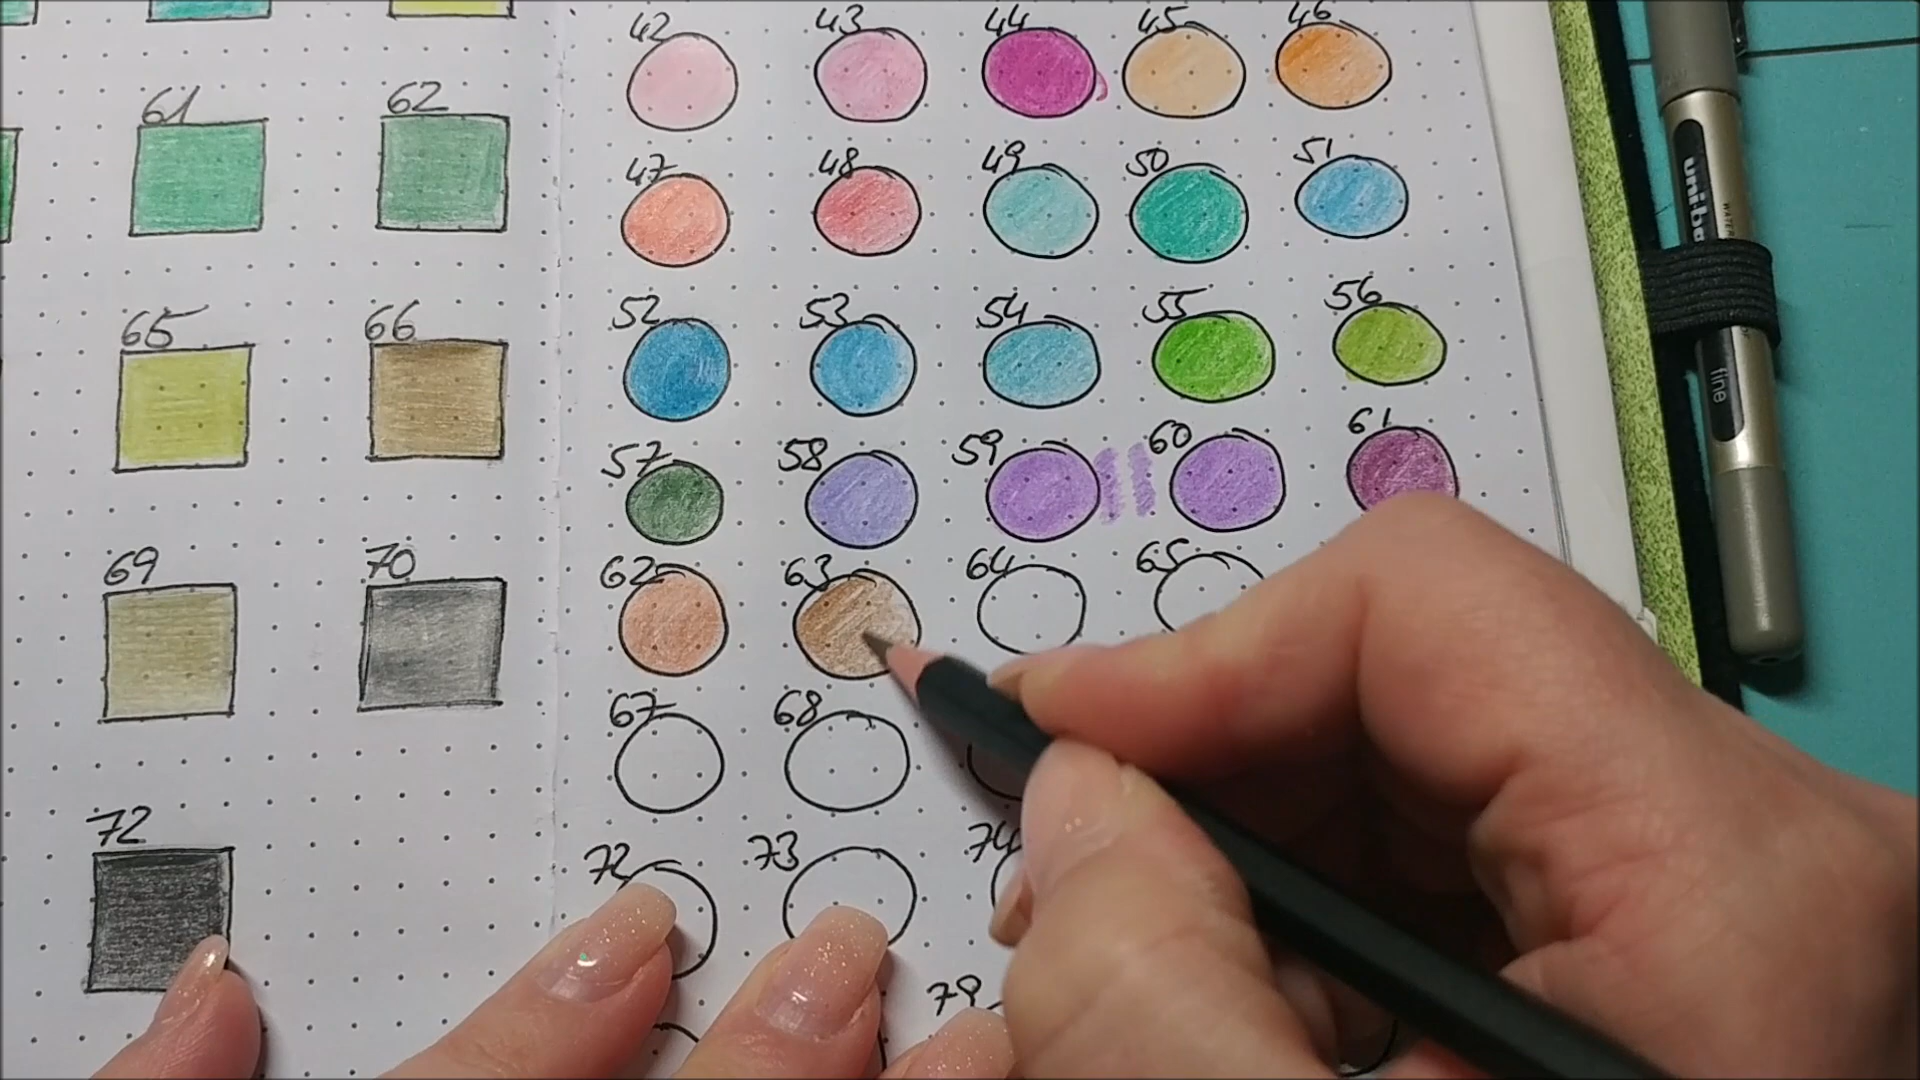 61 62
65 66
69 70
72
42 43 44 45 46
47 48 49 50 51
52 53 54 55 56
57 58 59 60 61
62 63 64 65
67 68
72 73 74
79
fine